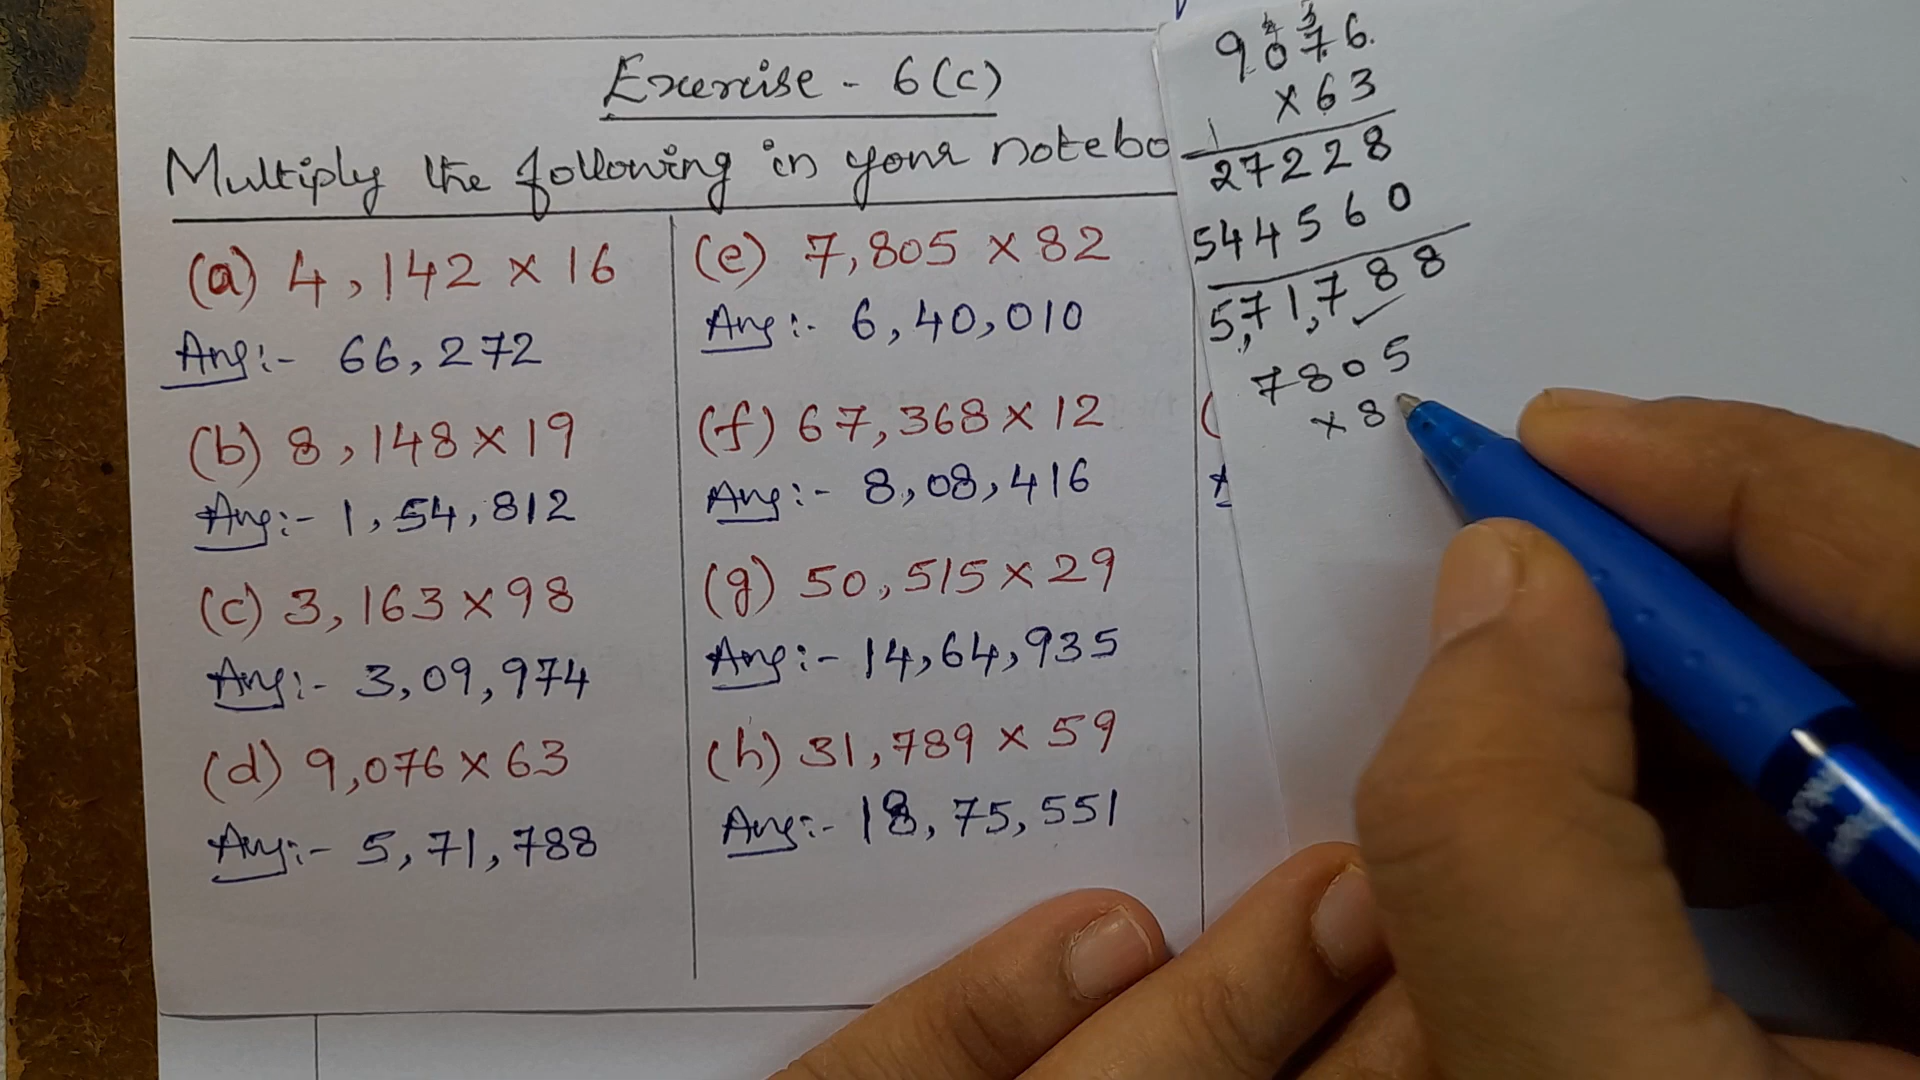 Exercise - 6(c)
Multiply the following in your notebo
(a) 4,142 × 16
Ans:- 66,272
(b) 8,148 × 19
Ans:- 1,54,812
(c) 3,163 × 98
Ans:- 3,09,974
(d) 9,076 × 63
Ans:- 5,71,788
(e) 7,805 × 82
Ans:- 6,40,010
(f) 67,368 × 12
Ans:- 8,08,416
(g) 50,515 × 29
Ans:- 14,64,935
(h) 31,789 × 59
Ans:- 18,75,551
9076
×63
27228
544560
5,71,788
7805
×8